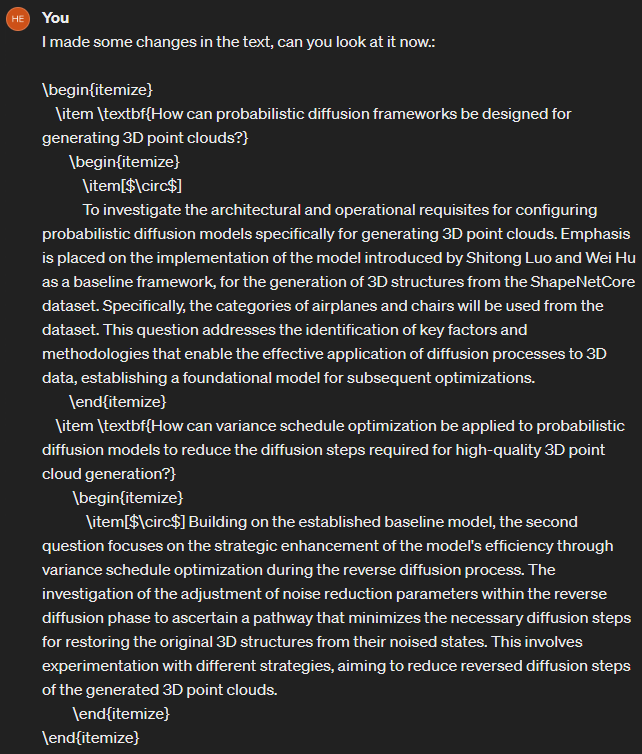 HE
You
I made some changes in the text, can you look at it now.:
\begin{itemize}
\item \textbf{How can probabilistic diffusion frameworks be designed for
generating 3D point clouds?}
\begin{itemize}
\item[$\circ$]
To investigate the architectural and operational requisites for configuring
probabilistic diffusion models specifically for generating 3D point clouds. Emphasis
is placed on the implementation of the model introduced by Shitong Luo and Wei Hu
as a baseline framework, for the generation of 3D structures from the ShapeNetCore
dataset. Specifically, the categories of airplanes and chairs will be used from the
dataset. This question addresses the identification of key factors and
methodologies that enable the effective application of diffusion processes to 3D
data, establishing a foundational model for subsequent optimizations.
\end{itemize}
\item \textbf{How can variance schedule optimization be applied to probabilistic
diffusion models to reduce the diffusion steps required for high-quality 3D point
cloud generation?}
\begin{itemize}
\item[$\circ$] Building on the established baseline model, the second
question focuses on the strategic enhancement of the model's efficiency through
variance schedule optimization during the reverse diffusion process. The
investigation of the adjustment of noise reduction parameters within the reverse
diffusion phase to ascertain a pathway that minimizes the necessary diffusion steps
for restoring the original 3D structures from their noised states. This involves
experimentation with different strategies, aiming to reduce reversed diffusion steps
of the generated 3D point clouds.
\end{itemize}
\end{itemize}